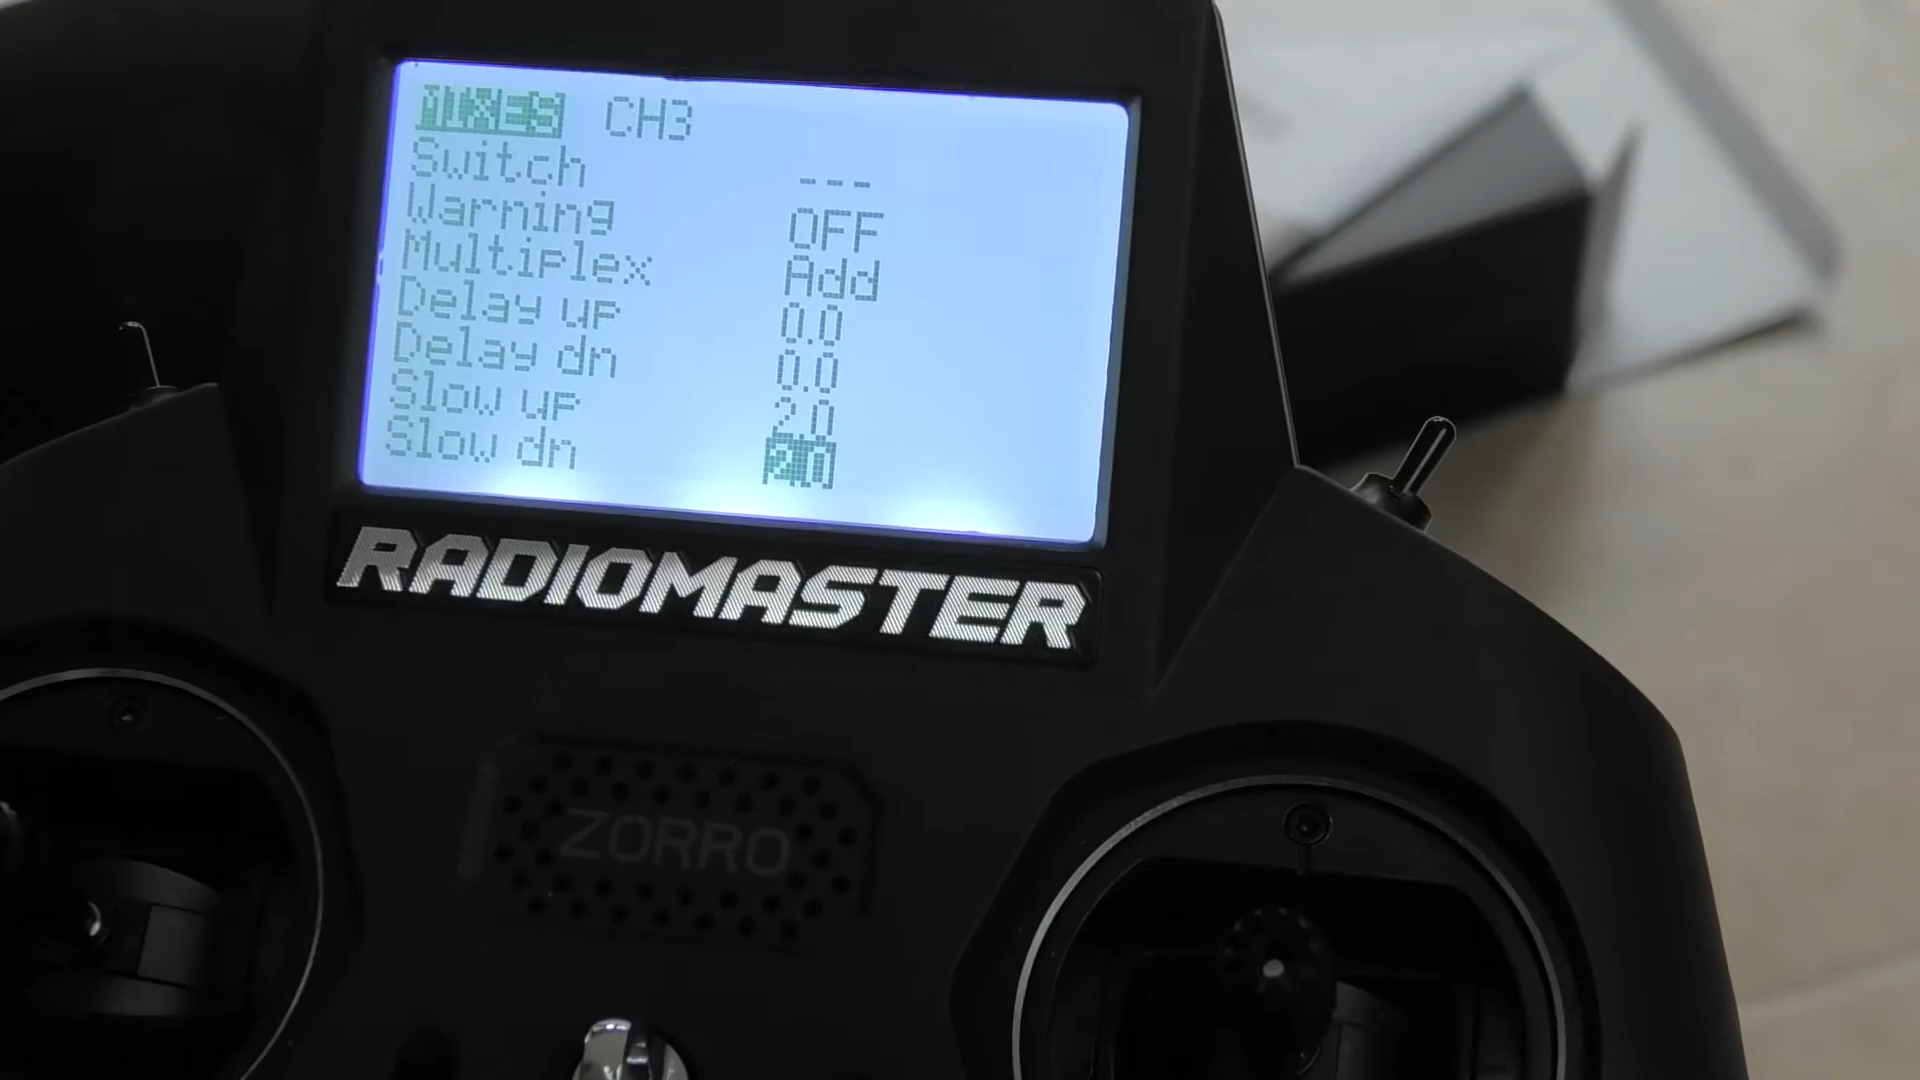 MIXES CH3
Switch ---
Warning OFF
Multiplex Add
Delay up 0.0
Delay dn 0.0
Slow up 2.0
Slow dn 2.0
RADIOMASTER
ZORRO